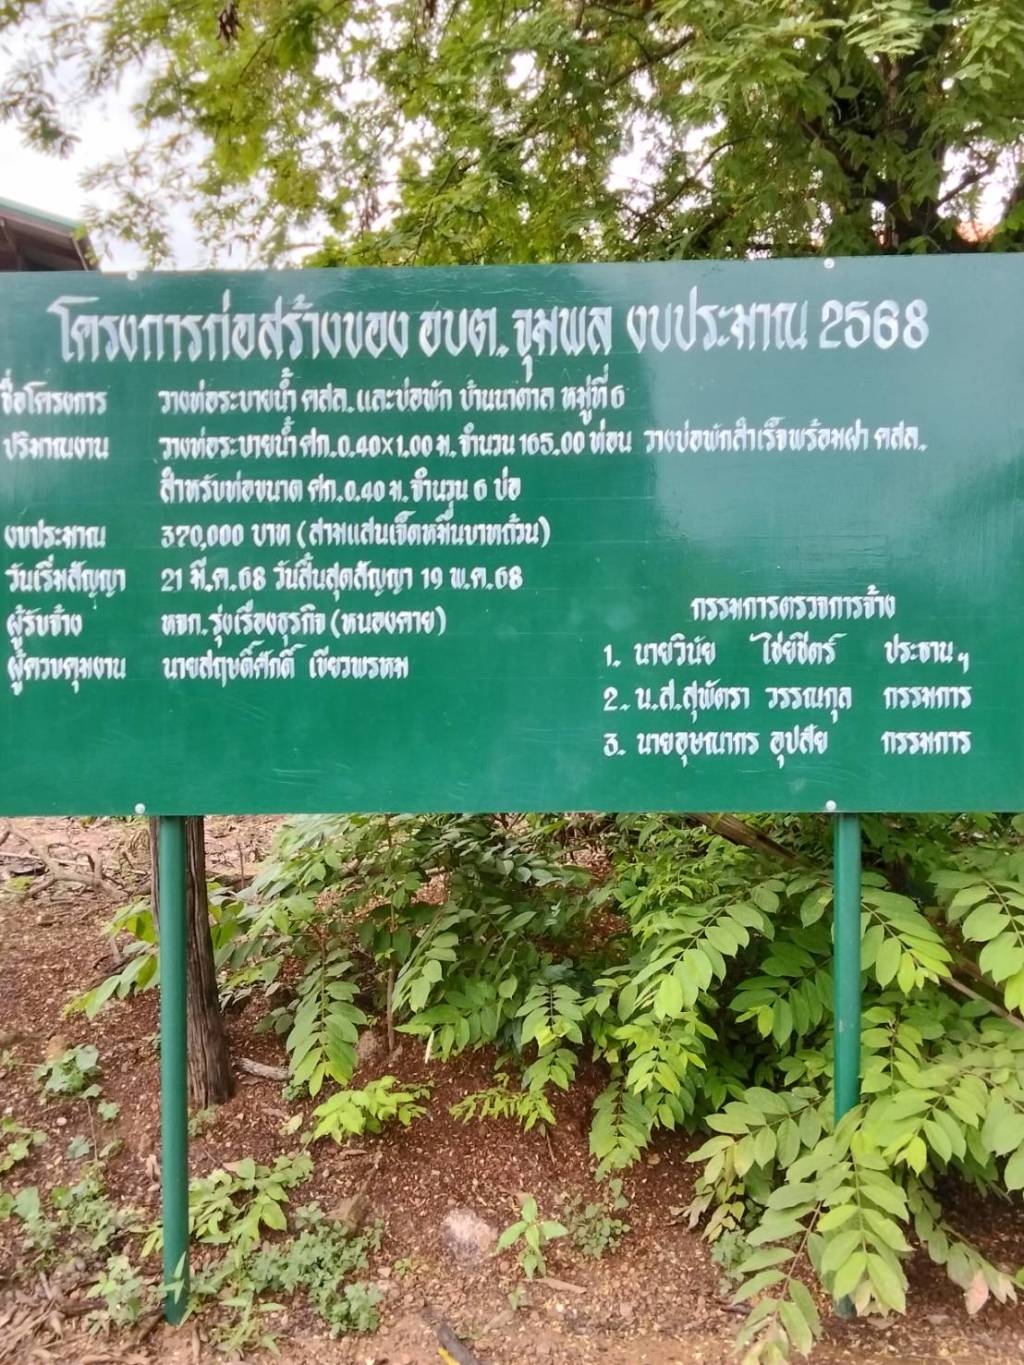 โครงการก่อสร้างของ อบต.จุมพล งบประมาณ 2568
ชื่อโครงการ วางท่อระบายน้ำ คสล.และบ่อพัก บ้านนาตาล หมู่ที่ 6
ปริมาณงาน วางท่อระบายน้ำ ศก.0.40x1.00 ม.จำนวน 165.00 ท่อน วางบ่อพักสำเร็จพร้อมฝา คสล.
สำหรับท่อขนาด ศก.0.40 ม.จำนวน 6 บ่อ
งบประมาณ 370,000 บาท (สามแสนเจ็ดหมื่นบาทถ้วน)
วันเริ่มสัญญา 21 มี.ค.68 วันสิ้นสุดสัญญา 19 พ.ค.68
ผู้รับจ้าง หจก.รุ่งเรืองธุรกิจ (หนองคาย)
ผู้ควบคุมงาน นายสฤษดิ์ศักดิ์ เขียวพรหม
กรรมการตรวจการจ้าง
1. นายวินัย ไชยชิตร์ ประธานฯ
2. น.ส.สุพัตรา วรรณกุล กรรมการ
3. นายอุษณากร อุปสัย กรรมการ